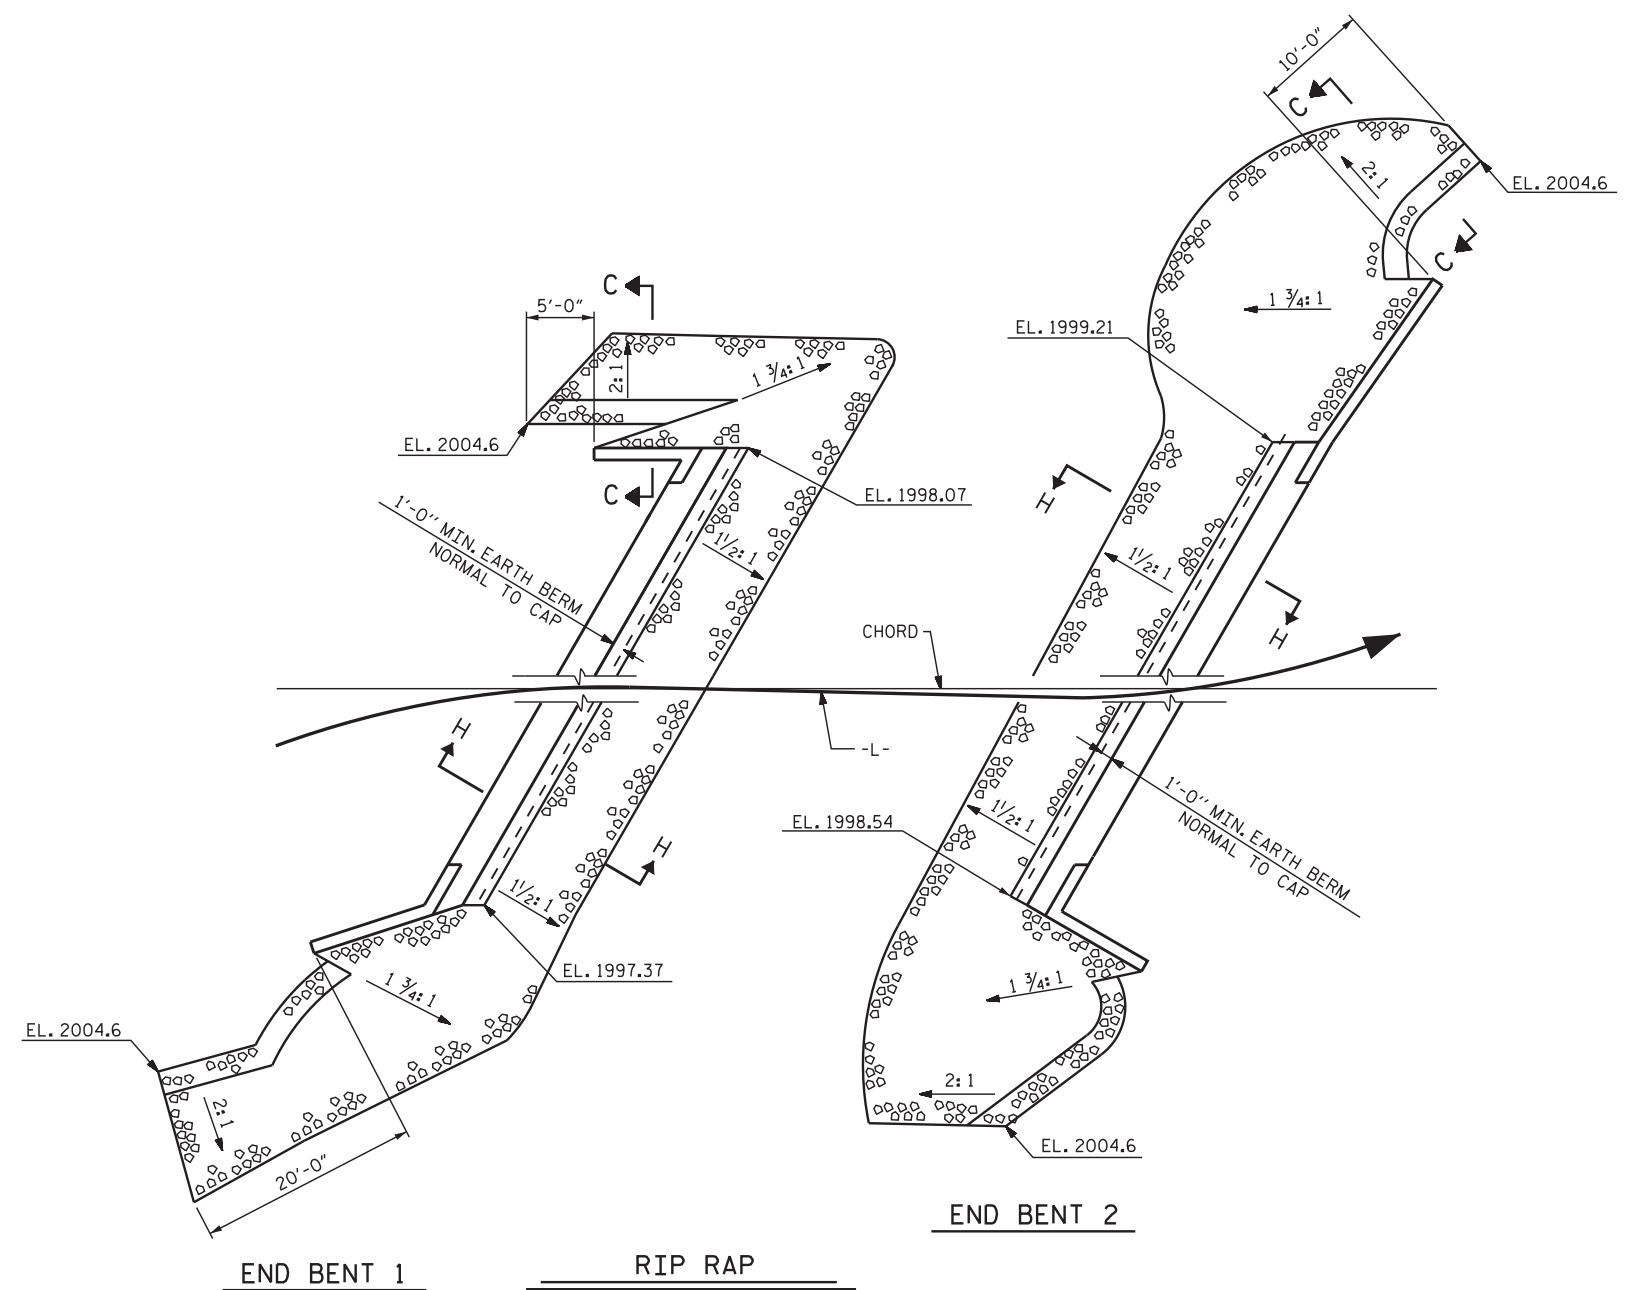 10'-0"
C
2:1
EL. 2004.6
C
C
5'-0"
1 3/4:1
EL. 1999.21
2:1
1 3/4:1
EL. 2004.6
C
EL. 1998.07
H
1'-0" MIN. EARTH BERM
NORMAL TO CAP
1 1/2:1
1 1/2:1
H
CHORD
H
-L-
1'-0" MIN. EARTH BERM
NORMAL TO CAP
EL. 1998.54
1 1/2:1
H
1 1/2:1
EL. 1997.37
1 3/4:1
1 3/4:1
EL. 2004.6
2:1
2:1
EL. 2004.6
20'-0"
END BENT 2
RIP RAP
END BENT 1